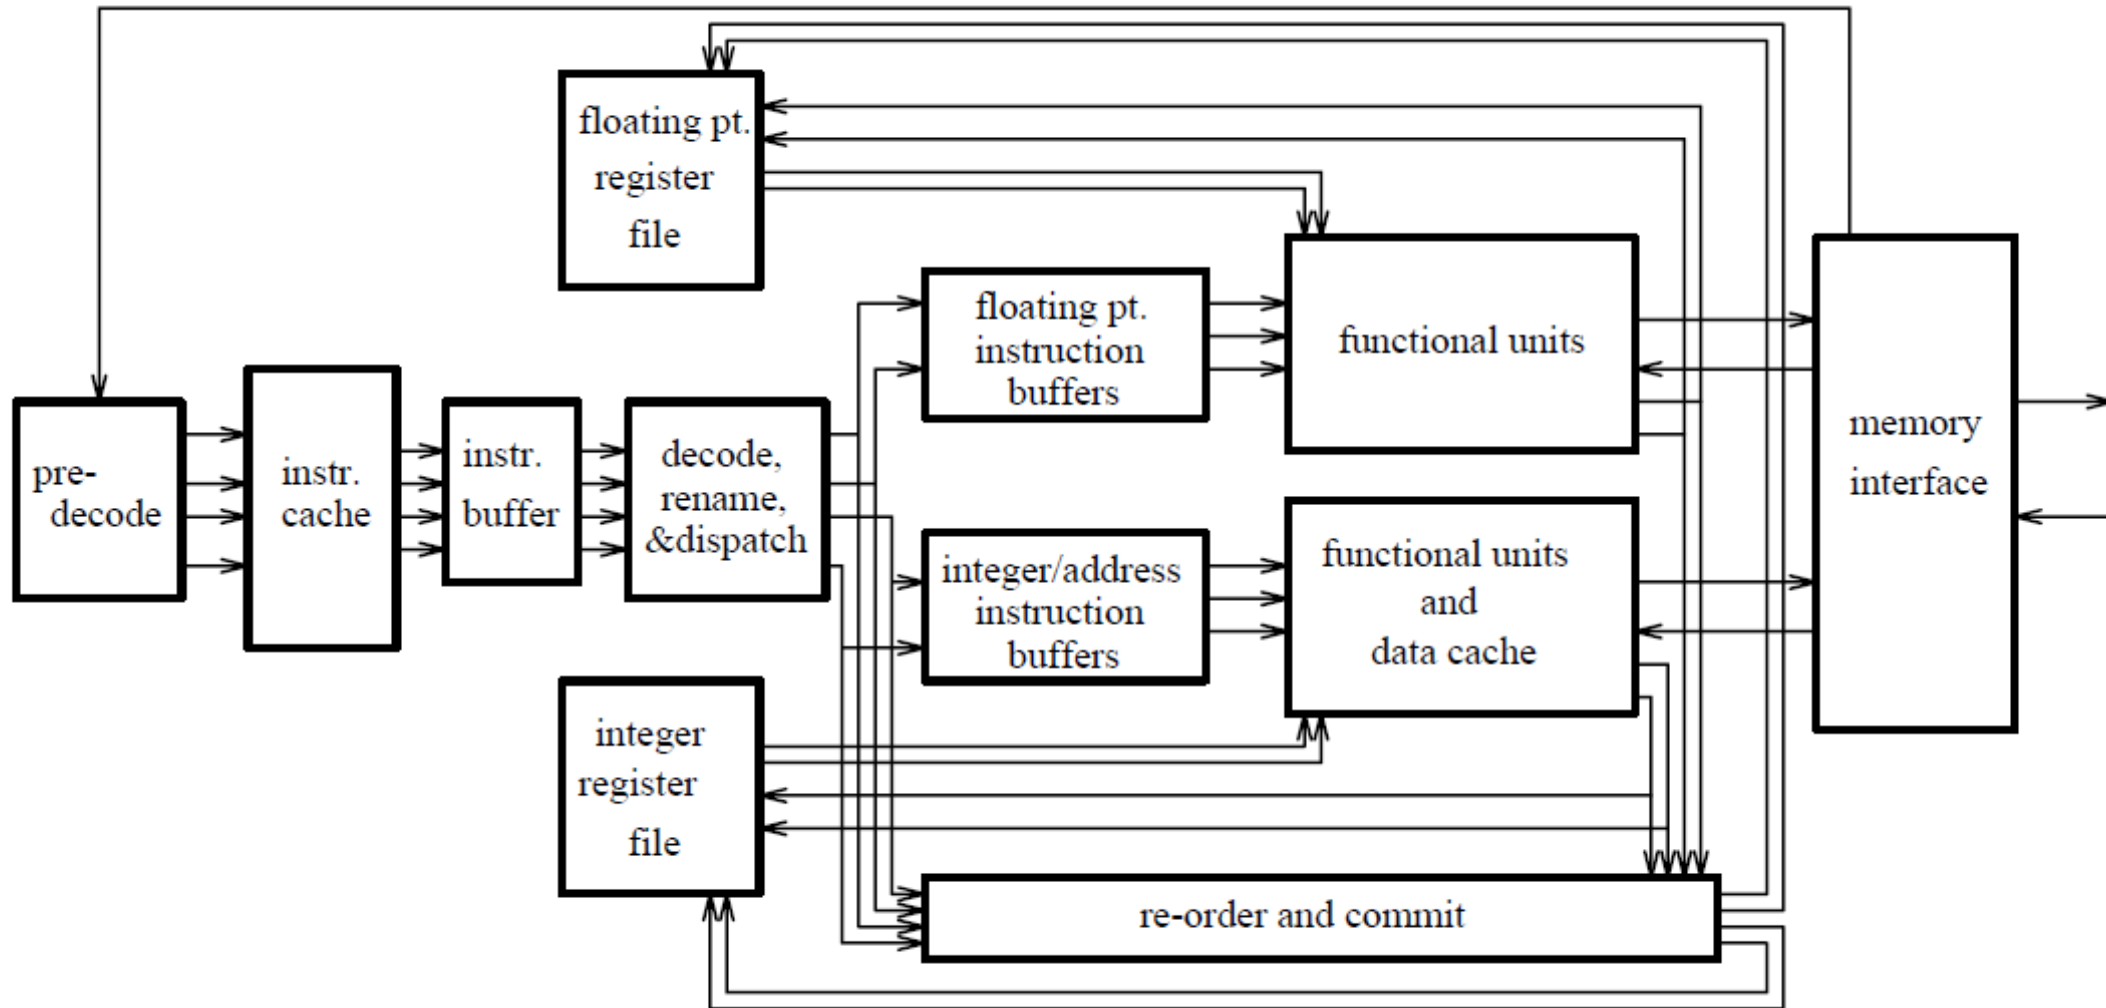 floating pt.
register
file
floating pt.
instruction
buffers
functional units
pre-
decode
instr.
cache
instr.
buffer
decode,
rename,
&dispatch
memory
interface
integer/address
instruction
buffers
functional units
and
data cache
integer
register
file
re-order and commit